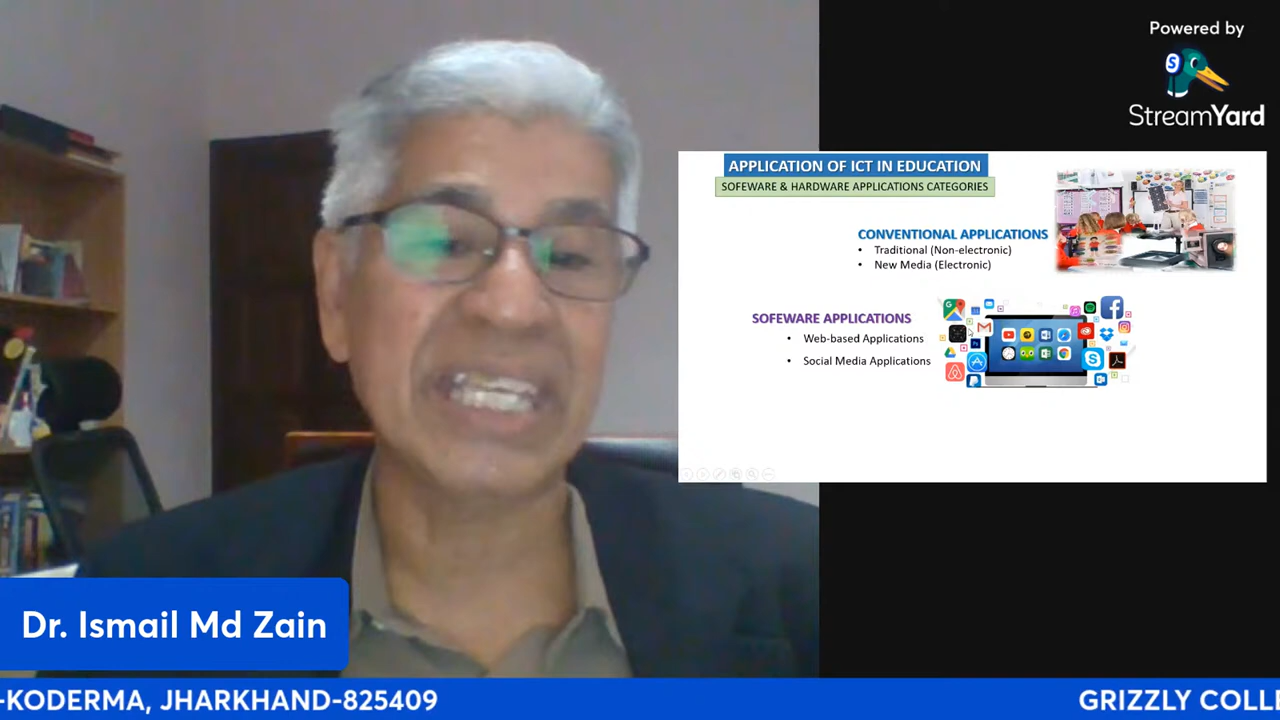 Powered by
StreamYard
APPLICATION OF ICT IN EDUCATION
SOFEWARE & HARDWARE APPLICATIONS CATEGORIES
CONVENTIONAL APPLICATIONS
• Traditional (Non-electronic)
• New Media (Electronic)
SOFEWARE APPLICATIONS
• Web-based Applications
• Social Media Applications
Dr. Ismail Md Zain
-KODERMA, JHARKHAND-825409
GRIZZLY COLLE